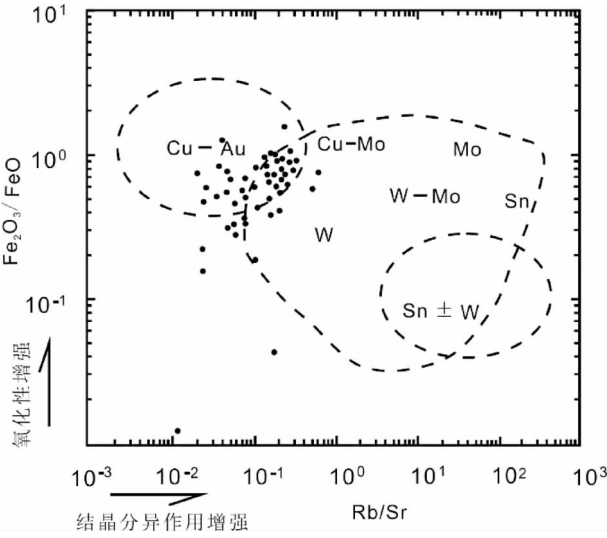 10¹
Cu－Au
Cu－Mo
Mo
10⁰
W－Mo
Sn
W
Fe₂O₃/ FeO
10⁻¹
Sn ± W
氧化性增强
10⁻³
10⁻²
10⁻¹
10⁰
10¹
10²
10³
Rb/Sr
结晶分异作用增强